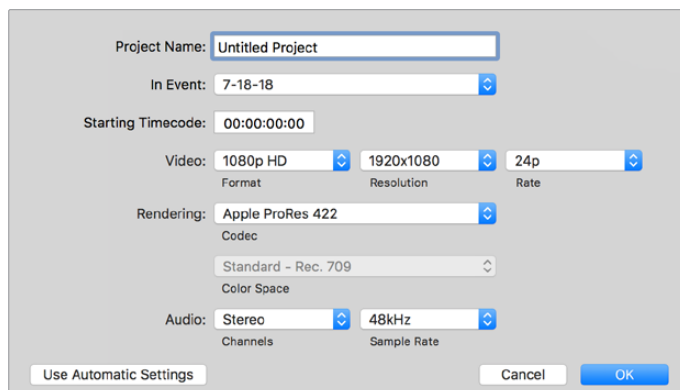 Project Name: Untitled Project
In Event: 7-18-18
Starting Timecode: 00:00:00:00
Video: 1080p HD 1920x1080 24p
Format Resolution Rate
Rendering: Apple ProRes 422
Codec
Standard - Rec. 709
Color Space
Audio: Stereo 48kHz
Channels Sample Rate
Use Automatic Settings Cancel OK